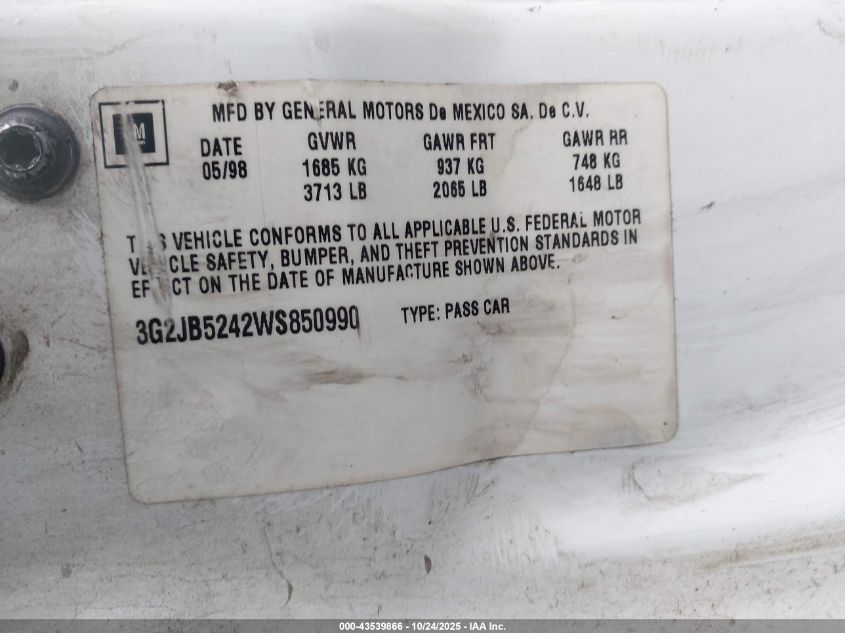 GM
MFD BY GENERAL MOTORS De MEXICO SA. De C.V.
DATE GVWR GAWR FRT GAWR RR
05/98 1685 KG 937 KG 748 KG
3713 LB 2065 LB 1648 LB
THIS VEHICLE CONFORMS TO ALL APPLICABLE U.S. FEDERAL MOTOR
VEHICLE SAFETY, BUMPER, AND THEFT PREVENTION STANDARDS IN
EFFECT ON THE DATE OF MANUFACTURE SHOWN ABOVE.
3G2JB5242WS850990 TYPE: PASS CAR
000-43539866 - 10/24/2025 - IAA Inc.